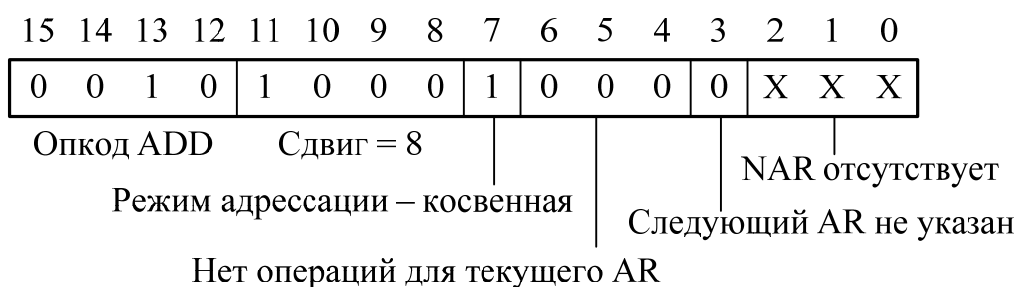 15 14 13 12 11 10 9 8 7 6 5 4 3 2 1 0
0 0 1 0 1 0 0 0 1 0 0 0 0 X X X
Опкод ADD Сдвиг = 8
NAR отсутствует
Режим адрессации – косвенная
Следующий AR не указан
Нет операций для текущего AR